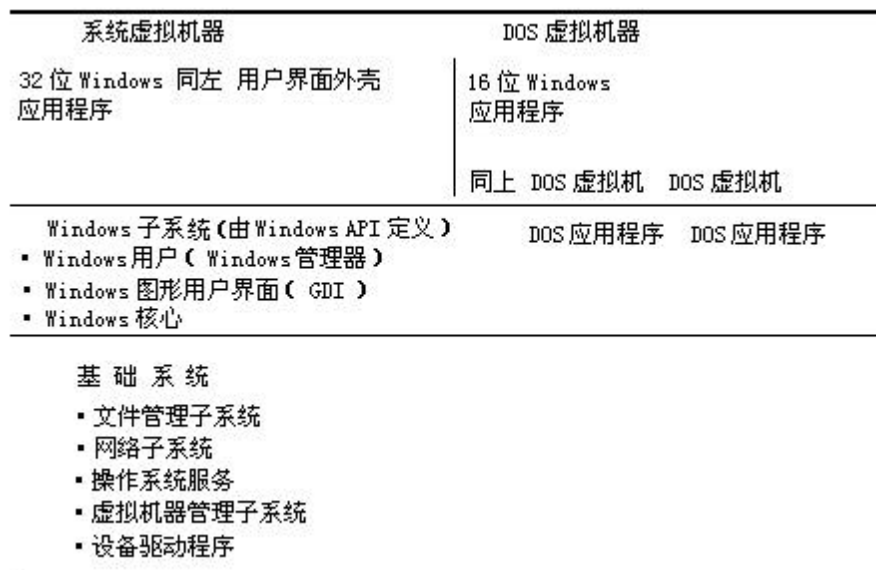 系统虚拟机器 DOS 虚拟机器
32 位 Windows 同左 用户界面外壳 16 位 Windows
应用程序 应用程序
同上 DOS 虚拟机 DOS 虚拟机
Windows 子系统(由 Windows API 定义) DOS 应用程序 DOS 应用程序
▪ Windows 用户( Windows 管理器)
▪ Windows 图形用户界面( GDI )
▪ Windows 核心
基 础 系 统
▪ 文件管理子系统
▪ 网络子系统
▪ 操作系统服务
▪ 虚拟机器管理子系统
▪ 设备驱动程序